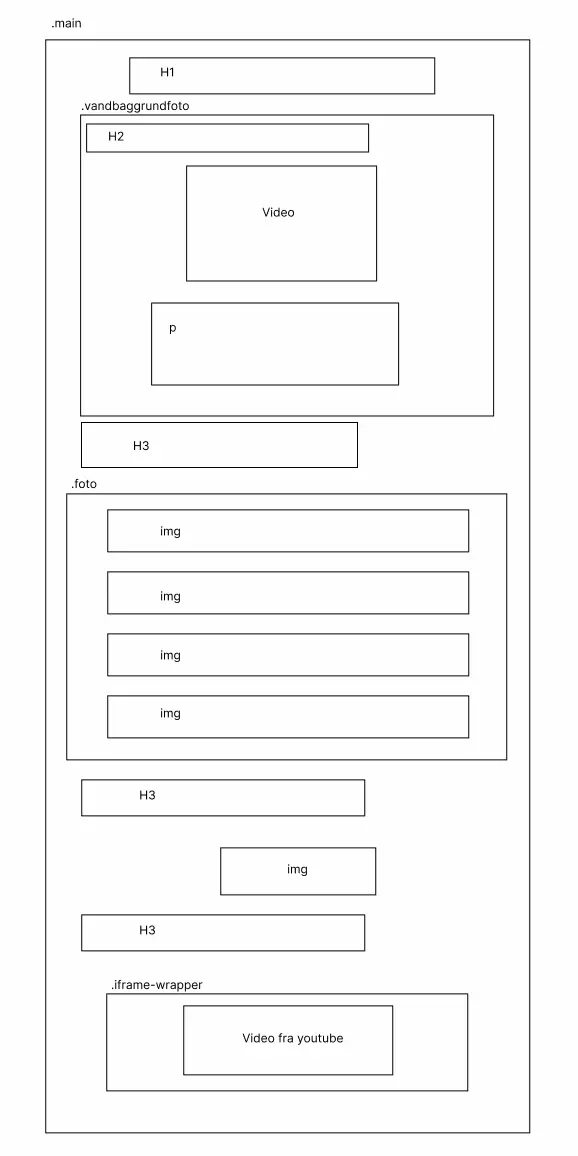 .main
H1
.vandbaggrundfoto
H2
Video
p
H3
.foto
img
img
img
img
H3
img
H3
.iframe-wrapper
Video fra youtube